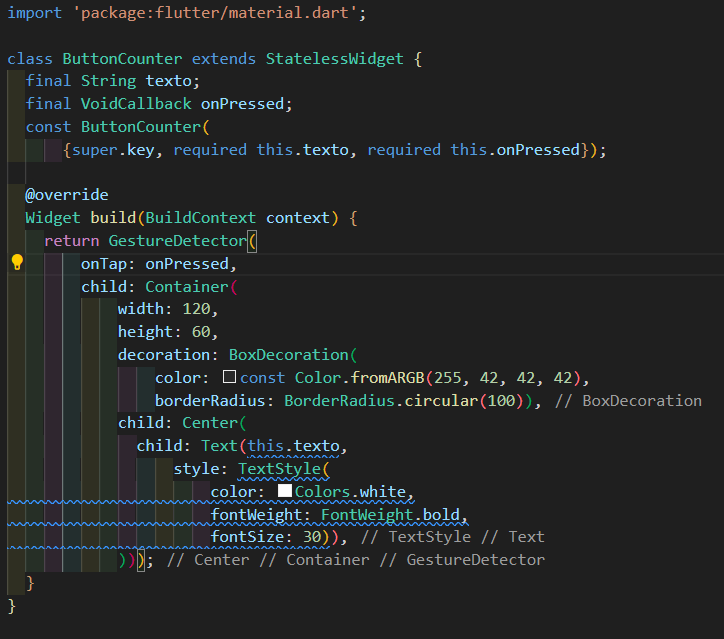 import 'package:flutter/material.dart';
class ButtonCounter extends StatelessWidget {
final String texto;
final VoidCallback onPressed;
const ButtonCounter(
{super.key, required this.texto, required this.onPressed});
@override
Widget build(BuildContext context) {
return GestureDetector(
onTap: onPressed,
child: Container(
width: 120,
height: 60,
decoration: BoxDecoration(
color: const Color.fromARGB(255, 42, 42, 42),
borderRadius: BorderRadius.circular(100)), // BoxDecoration
child: Center(
child: Text(this.texto,
style: TextStyle(
color: Colors.white,
fontWeight: FontWeight.bold,
fontSize: 30)), // TextStyle // Text
))); // Center // Container // GestureDetector
}
}